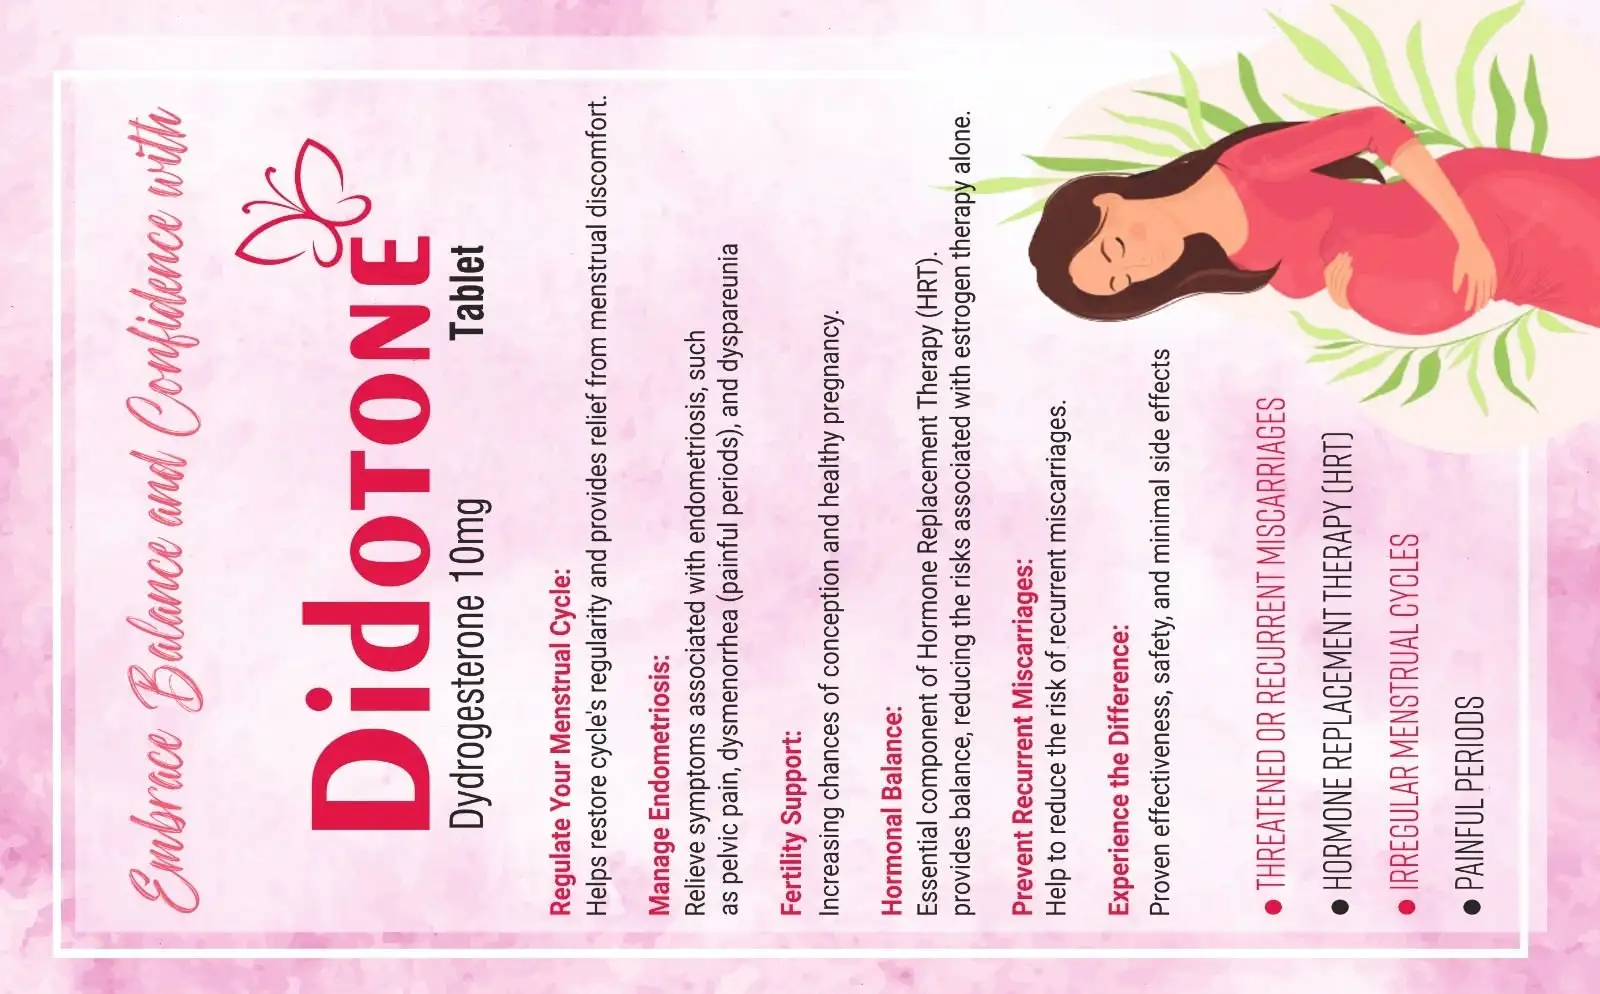 Embrace Balance and Confidence with
DidoTONE
Dydrogesterone 10mg Tablet
Regulate Your Menstrual Cycle:
Helps restore cycle's regularity and provides relief from menstrual discomfort.
Manage Endometriosis:
Relieve symptoms associated with endometriosis, such
as pelvic pain, dysmenorrhea (painful periods), and dyspareunia
Fertility Support:
Increasing chances of conception and healthy pregnancy.
Hormonal Balance:
Essential component of Hormone Replacement Therapy (HRT).
provides balance, reducing the risks associated with estrogen therapy alone.
Prevent Recurrent Miscarriages:
Help to reduce the risk of recurrent miscarriages.
Experience the Difference:
Proven effectiveness, safety, and minimal side effects
● THREATENED OR RECURRENT MISCARRIAGES
● HORMONE REPLACEMENT THERAPY (HRT)
● IRREGULAR MENSTRUAL CYCLES
● PAINFUL PERIODS